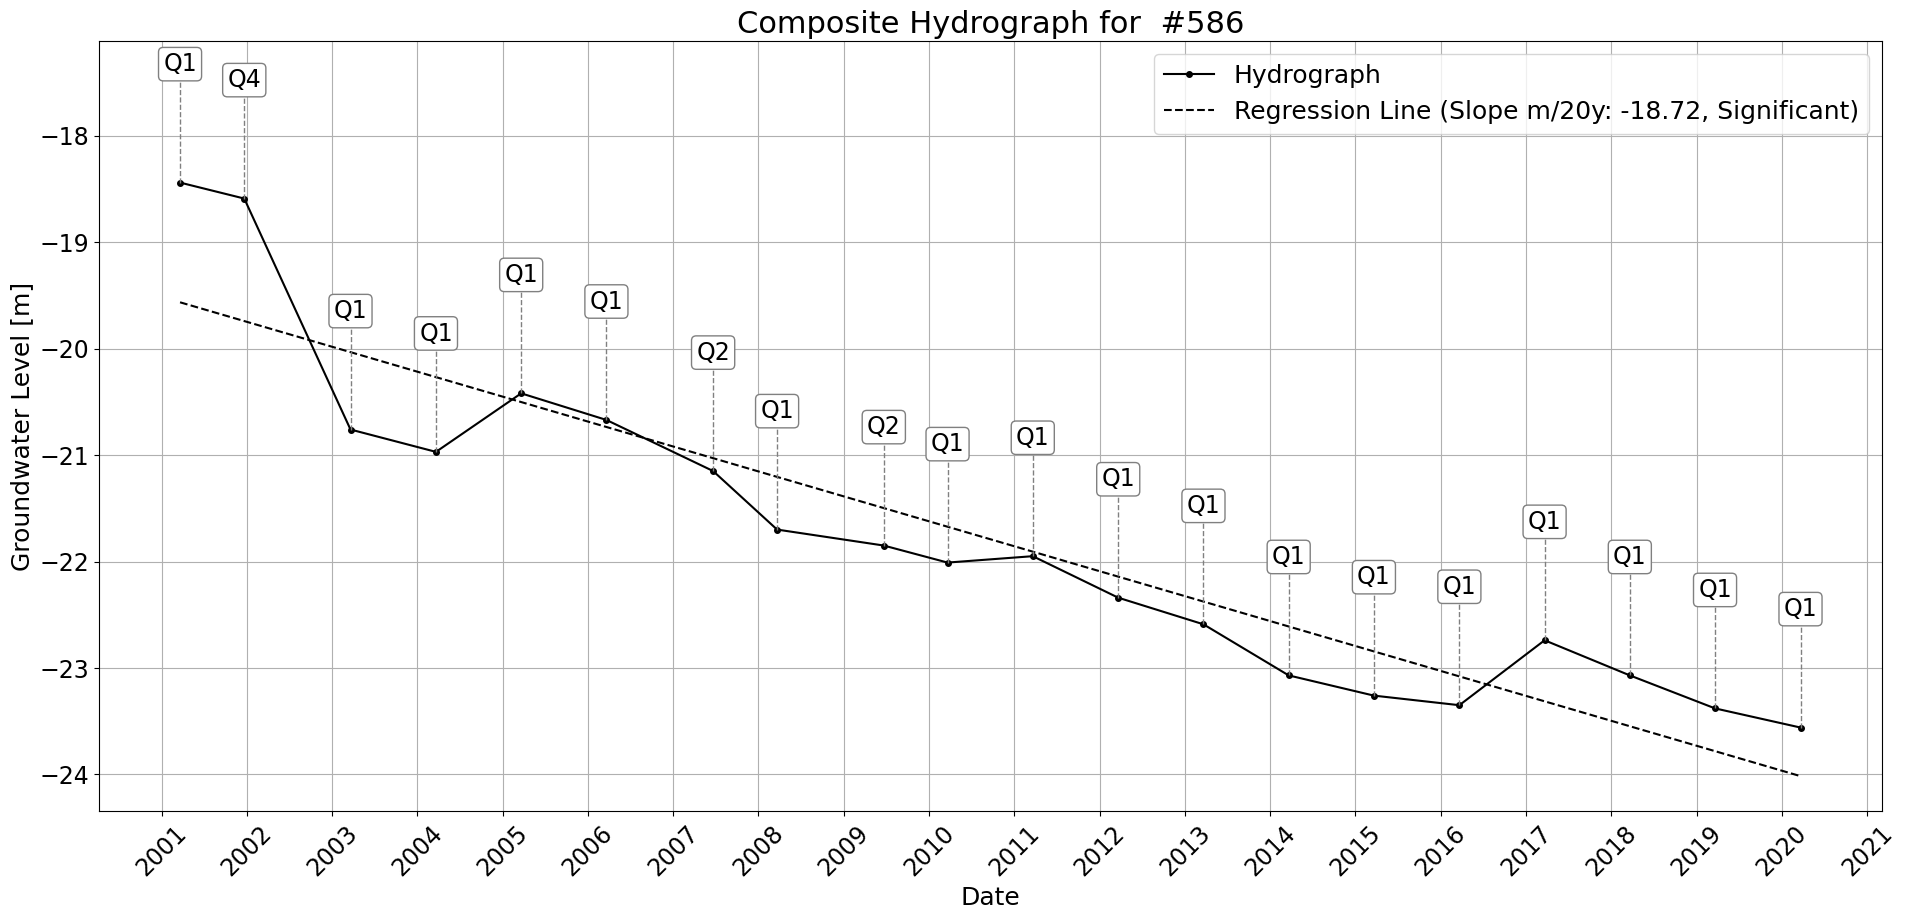 Composite Hydrograph for  #586
Hydrograph
Regression Line (Slope m/20y: -18.72, Significant)
Q1
Q4
Q1
Q1
Q1
Q1
Q2
Q1
Q2
Q1
Q1
Q1
Q1
Q1
Q1
Q1
Q1
Q1
Q1
Q1
Groundwater Level [m]
−18
−19
−20
−21
−22
−23
−24
2001
2002
2003
2004
2005
2006
2007
2008
2009
2010
2011
2012
2013
2014
2015
2016
2017
2018
2019
2020
2021
Date